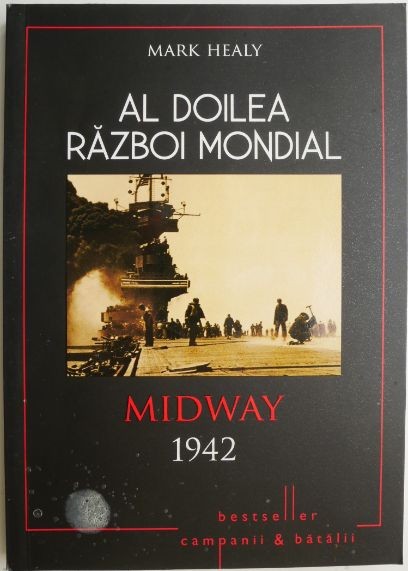 MARK HEALY
AL DOILEA
RĂZBOI MONDIAL
MIDWAY
1942
bestseller
campanii & bătălii